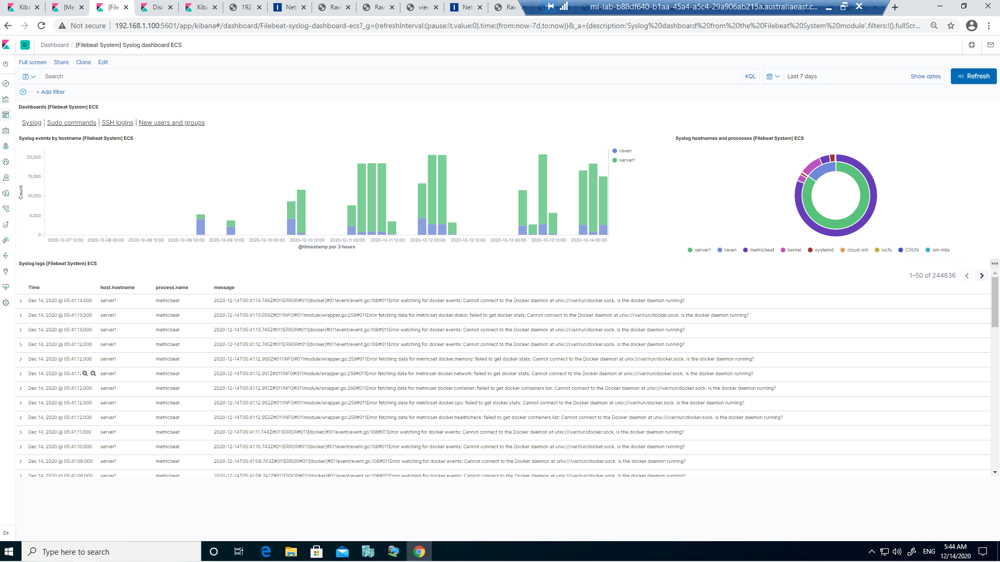 Kiba
[Me
[File
Disc
Kiba
192.
Net
Rav
Rav
view
Net
Rav
ml-lab-b88df640-b1aa-45a4-a5c4-29a906ab215a.australiaeast.c...
Not secure
192.168.1.100:5601/app/kibana#/dashboard/Filebeat-syslog-dashboard-ecs?_g=(refreshInterval:(pause:!t,value:0),time:(from:now-7d,to:now))&_a=(description:'Syslog%20dashboard%20from%20the%20Filebeat%20System%20module',filters:!(),fullScr...
D
Dashboard / [Filebeat System] Syslog dashboard ECS
Full screen Share Clone Edit
Search
KQL
Last 7 days
Show dates
Refresh
+ Add filter
Dashboards [Filebeat System] ECS
Syslog | Sudo commands | SSH logins | New users and groups
Syslog events by hostname [Filebeat System] ECS
raven
server1
20,000
15,000
10,000
5,000
0
Count
2020-12-07 12:00 2020-12-08 00:00 2020-12-08 12:00 2020-12-09 00:00 2020-12-09 12:00 2020-12-10 00:00 2020-12-10 12:00 2020-12-11 00:00 2020-12-11 12:00 2020-12-12 00:00 2020-12-12 12:00 2020-12-13 00:00 2020-12-13 12:00 2020-12-14 00:00
@timestamp per 3 hours
Syslog hostnames and processes [Filebeat System] ECS
server1 raven metricbeat kernel systemd cloud-init lxcfs CRON sm-mta
Syslog logs [Filebeat System] ECS
1–50 of 244636
Time host.hostname process.name message
Dec 14, 2020 @ 05:41:14.000 server1 metricbeat 2020-12-14T05:41:14.746Z#011ERROR#011[docker]#011event/event.go:108#011Error watching for docker events: Cannot connect to the Docker daemon at unix:///var/run/docker.sock. Is the docker daemon running?
Dec 14, 2020 @ 05:41:13.000 server1 metricbeat 2020-12-14T05:41:13.059Z#011INFO#011module/wrapper.go:259#011Error fetching data for metricset docker.diskio: failed to get docker stats: Cannot connect to the Docker daemon at unix:///var/run/docker.sock. Is the docker daemon running?
Dec 14, 2020 @ 05:41:13.000 server1 metricbeat 2020-12-14T05:41:13.745Z#011ERROR#011[docker]#011event/event.go:108#011Error watching for docker events: Cannot connect to the Docker daemon at unix:///var/run/docker.sock. Is the docker daemon running?
Dec 14, 2020 @ 05:41:12.000 server1 metricbeat 2020-12-14T05:41:12.745Z#011ERROR#011[docker]#011event/event.go:108#011Error watching for docker events: Cannot connect to the Docker daemon at unix:///var/run/docker.sock. Is the docker daemon running?
Dec 14, 2020 @ 05:41:12.000 server1 metricbeat 2020-12-14T05:41:12.950Z#011INFO#011module/wrapper.go:259#011Error fetching data for metricset docker.memory: failed to get docker stats: Cannot connect to the Docker daemon at unix:///var/run/docker.sock. Is the docker daemon running?
Dec 14, 2020 @ 05:41:12 server1 metricbeat 2020-12-14T05:41:12.951Z#011INFO#011module/wrapper.go:259#011Error fetching data for metricset docker.network: failed to get docker stats: Cannot connect to the Docker daemon at unix:///var/run/docker.sock. Is the docker daemon running?
Dec 14, 2020 @ 05:41:12.000 server1 metricbeat 2020-12-14T05:41:12.951Z#011INFO#011module/wrapper.go:266#011Error fetching data for metricset docker.container: failed to get docker containers list: Cannot connect to the Docker daemon at unix:///var/run/docker.sock. Is the docker daemon running?
Dec 14, 2020 @ 05:41:12.000 server1 metricbeat 2020-12-14T05:41:12.952Z#011INFO#011module/wrapper.go:259#011Error fetching data for metricset docker.cpu: failed to get docker stats: Cannot connect to the Docker daemon at unix:///var/run/docker.sock. Is the docker daemon running?
Dec 14, 2020 @ 05:41:12.000 server1 metricbeat 2020-12-14T05:41:12.952Z#011INFO#011module/wrapper.go:259#011Error fetching data for metricset docker.healthcheck: failed to get docker containers list: Cannot connect to the Docker daemon at unix:///var/run/docker.sock. Is the docker daemon running?
Dec 14, 2020 @ 05:41:11.000 server1 metricbeat 2020-12-14T05:41:11.744Z#011ERROR#011[docker]#011event/event.go:108#011Error watching for docker events: Cannot connect to the Docker daemon at unix:///var/run/docker.sock. Is the docker daemon running?
Dec 14, 2020 @ 05:41:10.000 server1 metricbeat 2020-12-14T05:41:10.743Z#011ERROR#011[docker]#011event/event.go:108#011Error watching for docker events: Cannot connect to the Docker daemon at unix:///var/run/docker.sock. Is the docker daemon running?
Dec 14, 2020 @ 05:41:09.000 server1 metricbeat 2020-12-14T05:41:09.743Z#011ERROR#011[docker]#011event/event.go:108#011Error watching for docker events: Cannot connect to the Docker daemon at unix:///var/run/docker.sock. Is the docker daemon running?
Dec 14, 2020 @ 05:41:08.000 server1 metricbeat 2020-12-14T05:41:08.742Z#011ERROR#011[docker]#011event/event.go:108#011Error watching for docker events: Cannot connect to the Docker daemon at unix:///var/run/docker.sock. Is the docker daemon running?
Type here to search
ENG
5:44 AM
12/14/2020